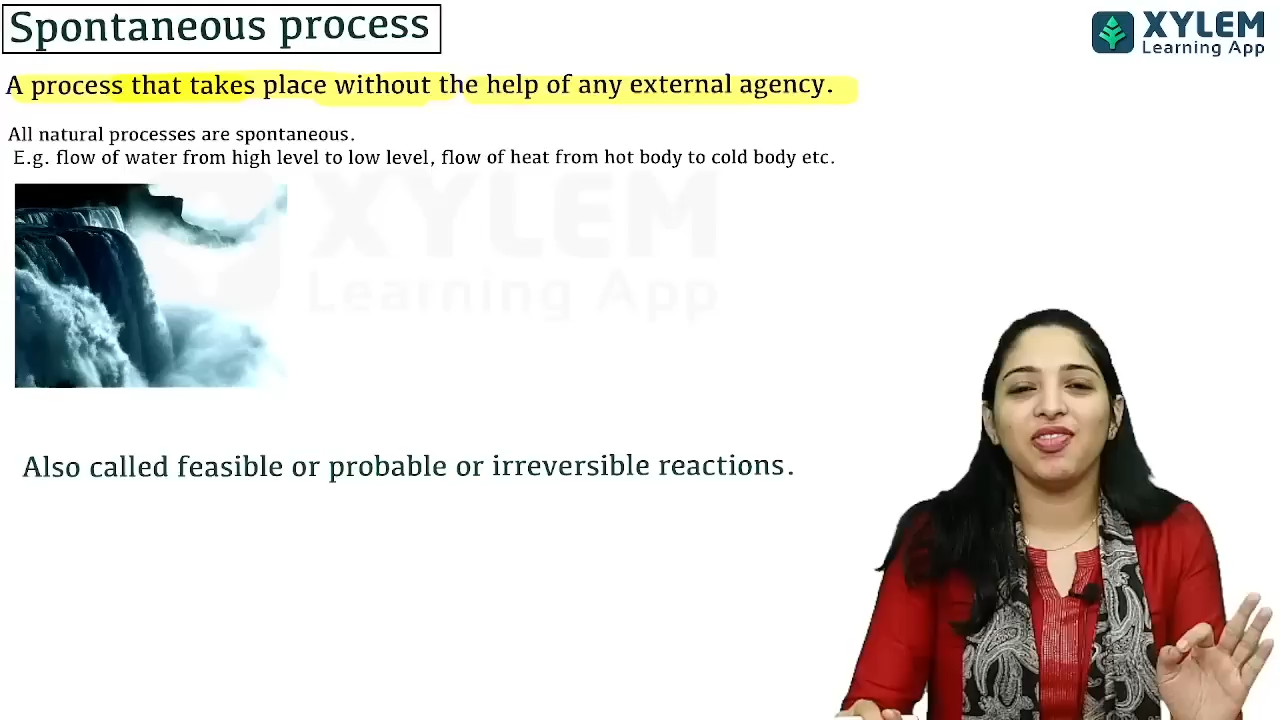 Spontaneous process
XYLEM
Learning App
A process that takes place without the help of any external agency.
All natural processes are spontaneous.
E.g. flow of water from high level to low level, flow of heat from hot body to cold body etc.
XYLEM
Learning App
Also called feasible or probable or irreversible reactions.